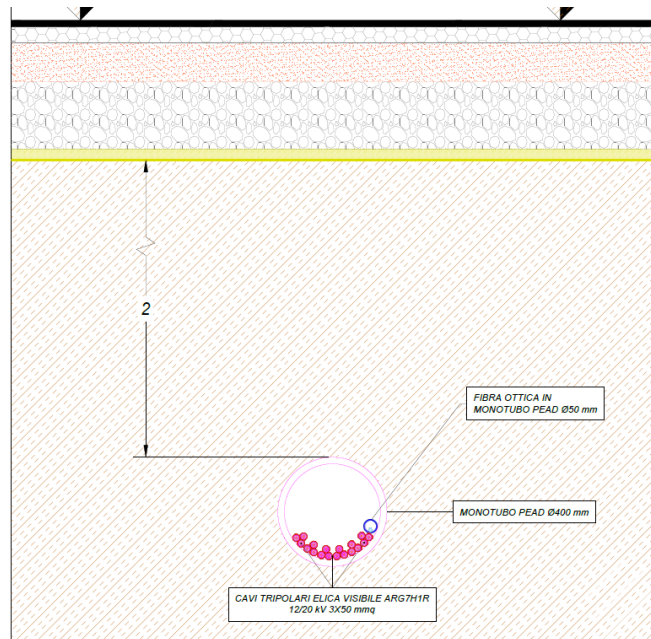 2
FIBRA OTTICA IN
MONOTUBO PEAD Ø50 mm
MONOTUBO PEAD Ø400 mm
CAVI TRIPOLARI ELICA VISIBILE ARG7H1R
12/20 kV 3X50 mmq